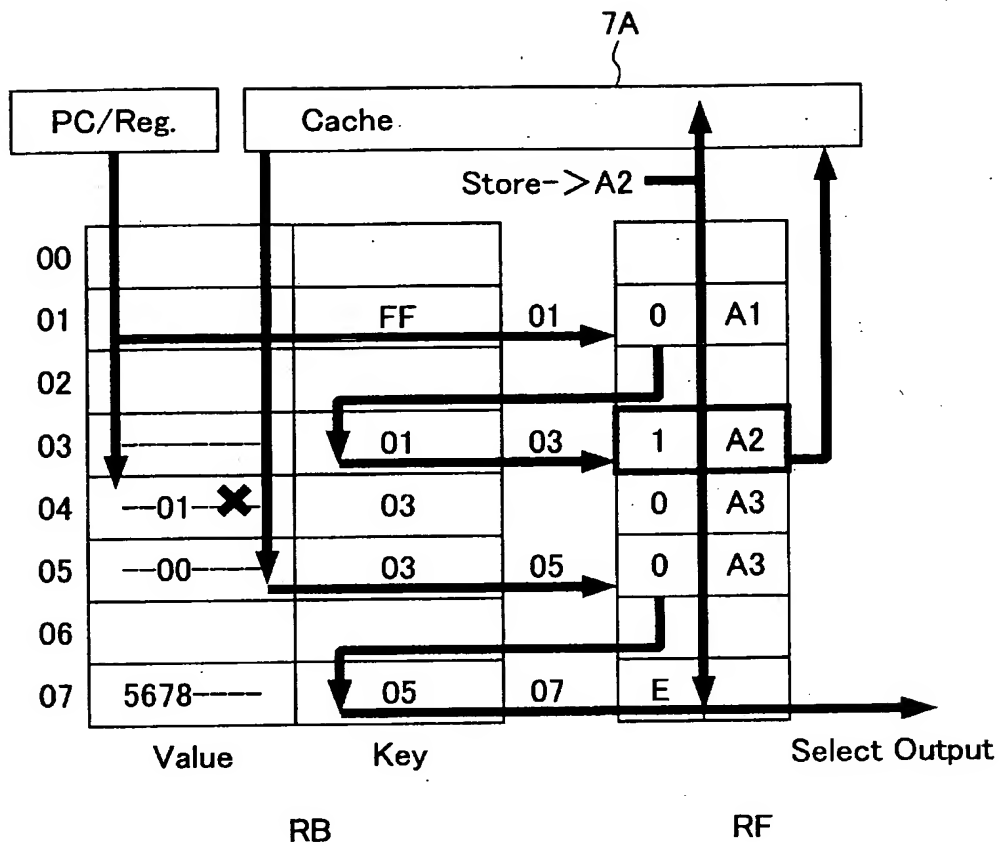 7A
PC/Reg. Cache
Store->A2
00
01 FF 01 0 A1
02
03 -------- 01 03 1 A2
04 --01---- 03 0 A3
05 --00---- 03 05 0 A3
06
07 5678---- 05 07 E
Value Key Select Output
RB RF